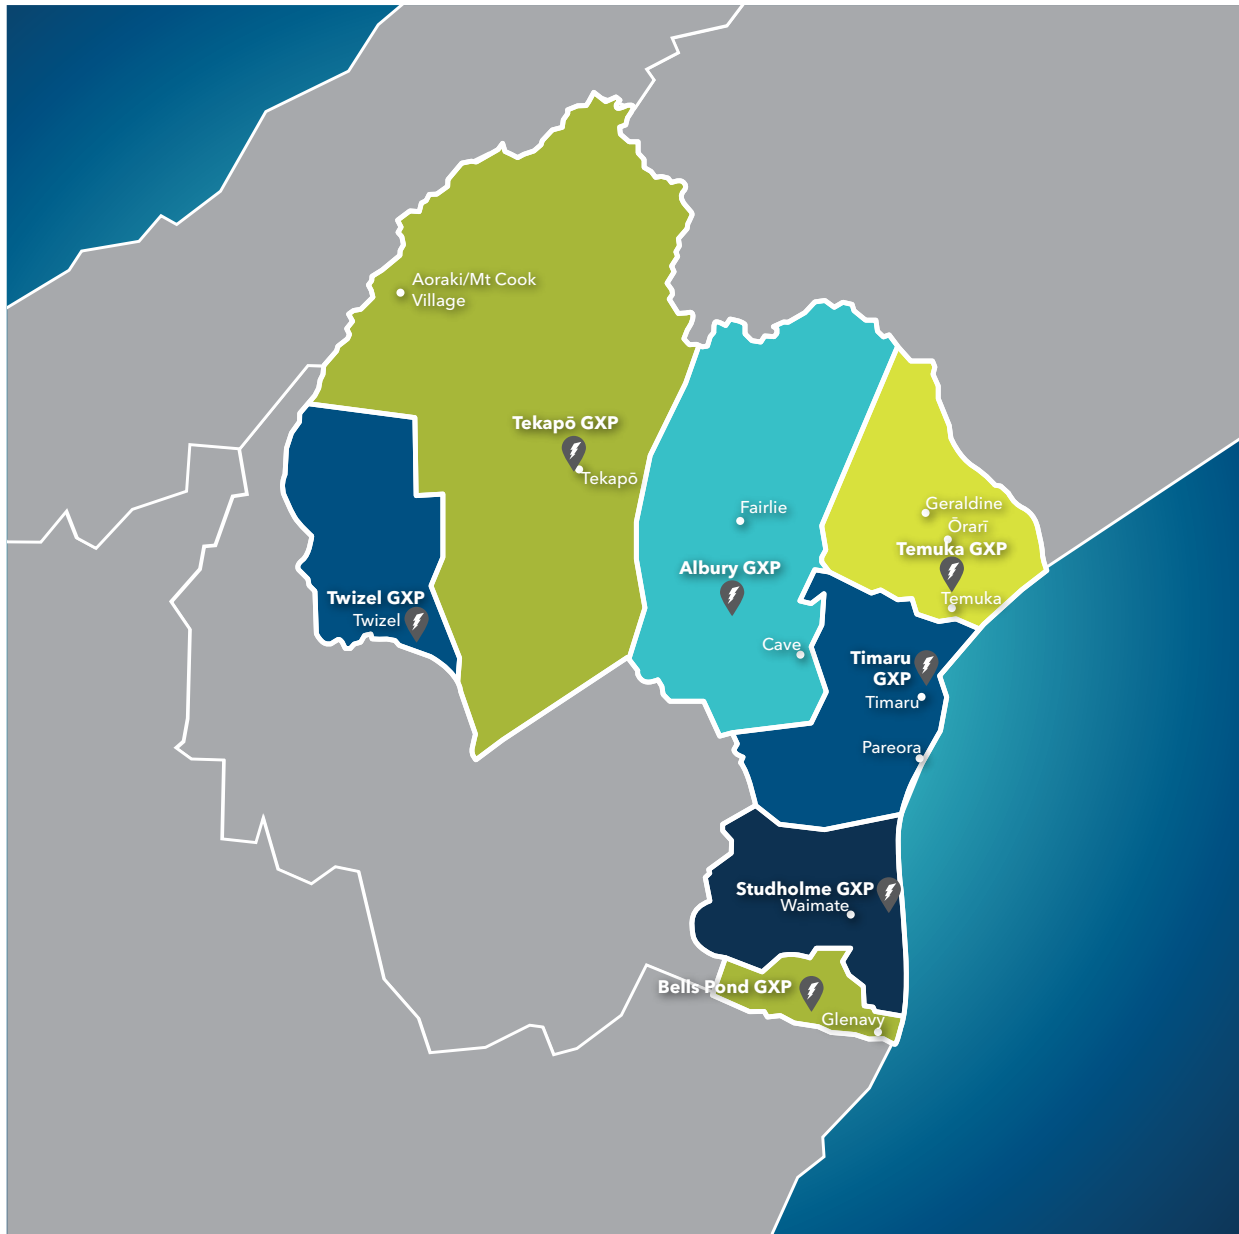 Aoraki/Mt Cook
Village
Tekapō GXP
Tekapō
Fairlie
Geraldine
Ōrarī
Temuka GXP
Albury GXP
Twizel GXP
Temuka
Twizel
Cave
Timaru
GXP
Timaru
Pareora
Studholme GXP
Waimate
Bells Pond GXP
Glenavy